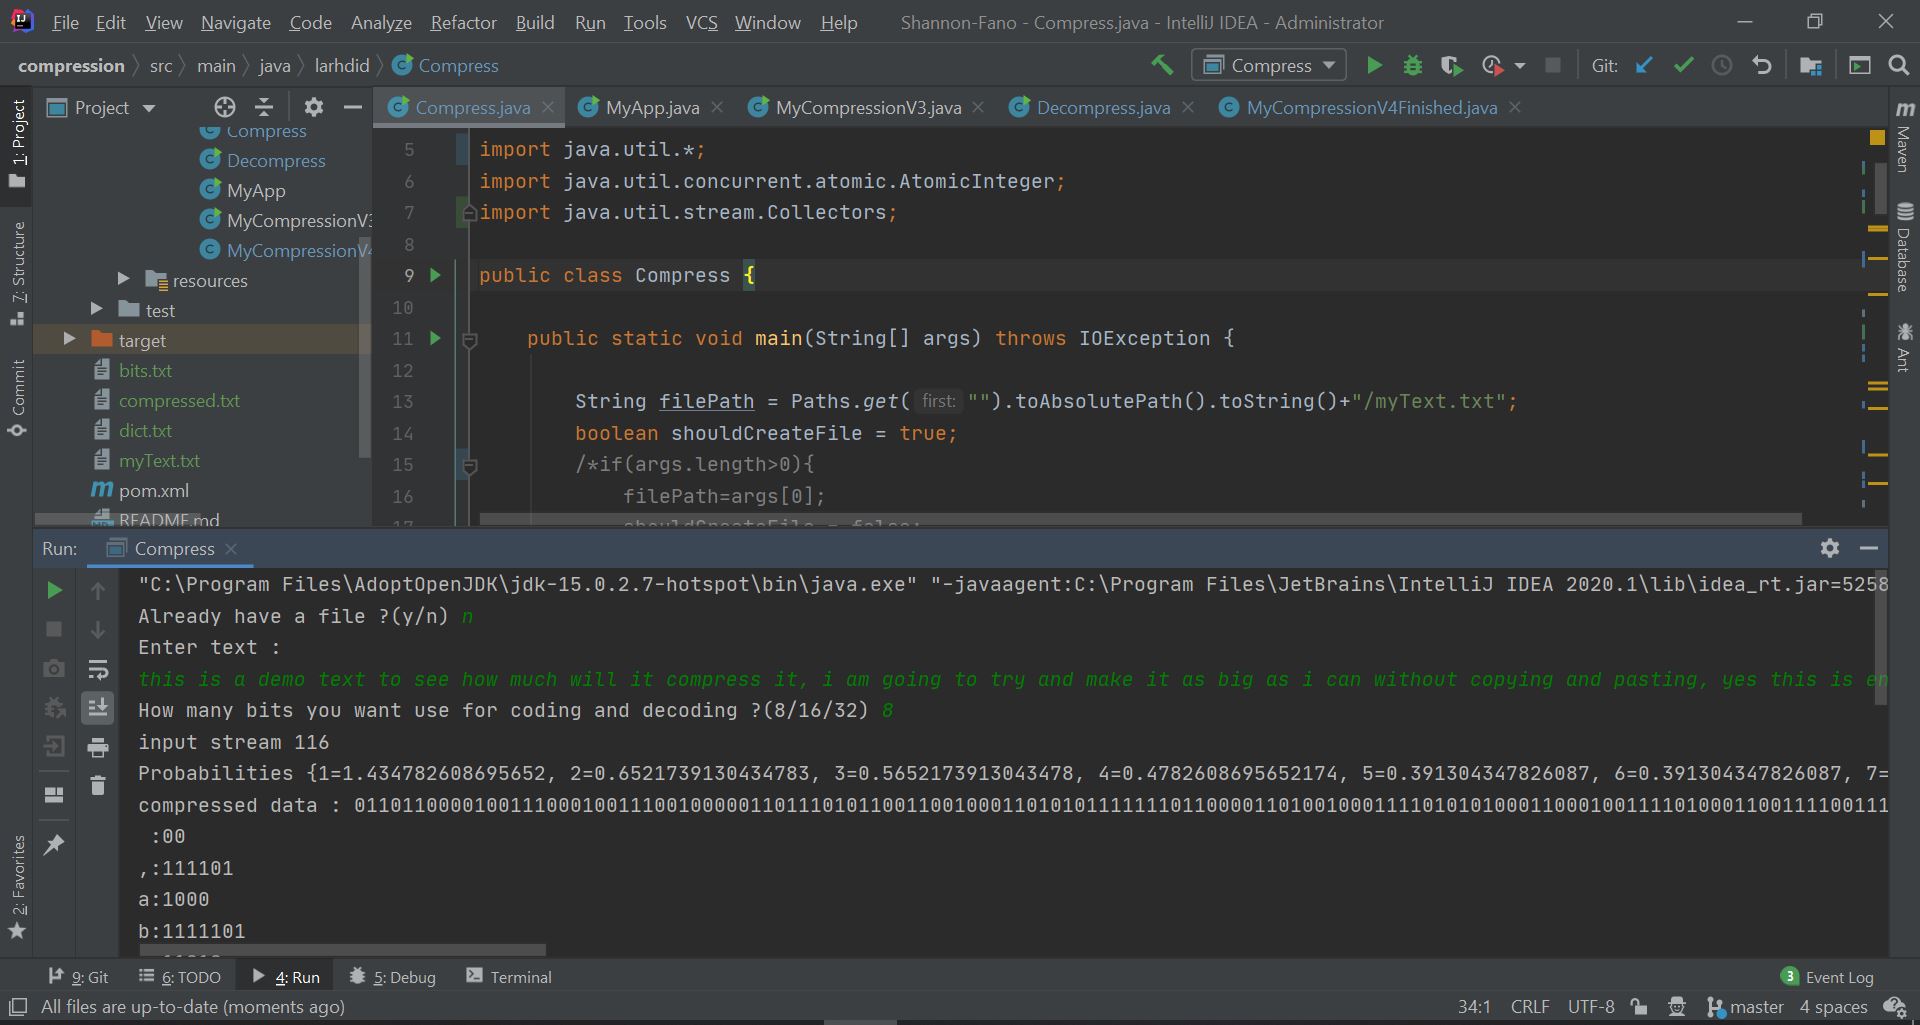 File Edit View Navigate Code Analyze Refactor Build Run Tools VCS Window Help Shannon-Fano - Compress.java - IntelliJ IDEA - Administrator
compression src main java larhdid Compress Compress Git:
Project Compress.java MyApp.java MyCompressionV3.java Decompress.java MyCompressionV4Finished.java
1: Project
7: Structure
Commit
2: Favorites
Compress
Decompress
MyApp
MyCompressionV3
MyCompressionV4
resources
test
target
bits.txt
compressed.txt
dict.txt
myText.txt
pom.xml
README.md
5 import java.util.*;
6 import java.util.concurrent.atomic.AtomicInteger;
7 import java.util.stream.Collectors;
8
9 public class Compress {
10
11 public static void main(String[] args) throws IOException {
12
13 String filePath = Paths.get( first: "").toAbsolutePath().toString()+"/myText.txt";
14 boolean shouldCreateFile = true;
15 /*if(args.length>0){
16 filePath=args[0];
17 shouldCreateFile = false;
Maven
Database
Ant
Run: Compress
"C:\Program Files\AdoptOpenJDK\jdk-15.0.2.7-hotspot\bin\java.exe" "-javaagent:C:\Program Files\JetBrains\IntelliJ IDEA 2020.1\lib\idea_rt.jar=5258
Already have a file ?(y/n) n
Enter text :
this is a demo text to see how much will it compress it, i am going to try and make it as big as i can without copying and pasting, yes this is en
How many bits you want use for coding and decoding ?(8/16/32) 8
input stream 116
Probabilities {1=1.434782608695652, 2=0.6521739130434783, 3=0.5652173913043478, 4=0.4782608695652174, 5=0.391304347826087, 6=0.391304347826087, 7=
compressed data :
:00
,:111101
a:1000
b:1111101
9: Git 6: TODO 4: Run 5: Debug Terminal 3 Event Log
All files are up-to-date (moments ago) 34:1 CRLF UTF-8 master 4 spaces